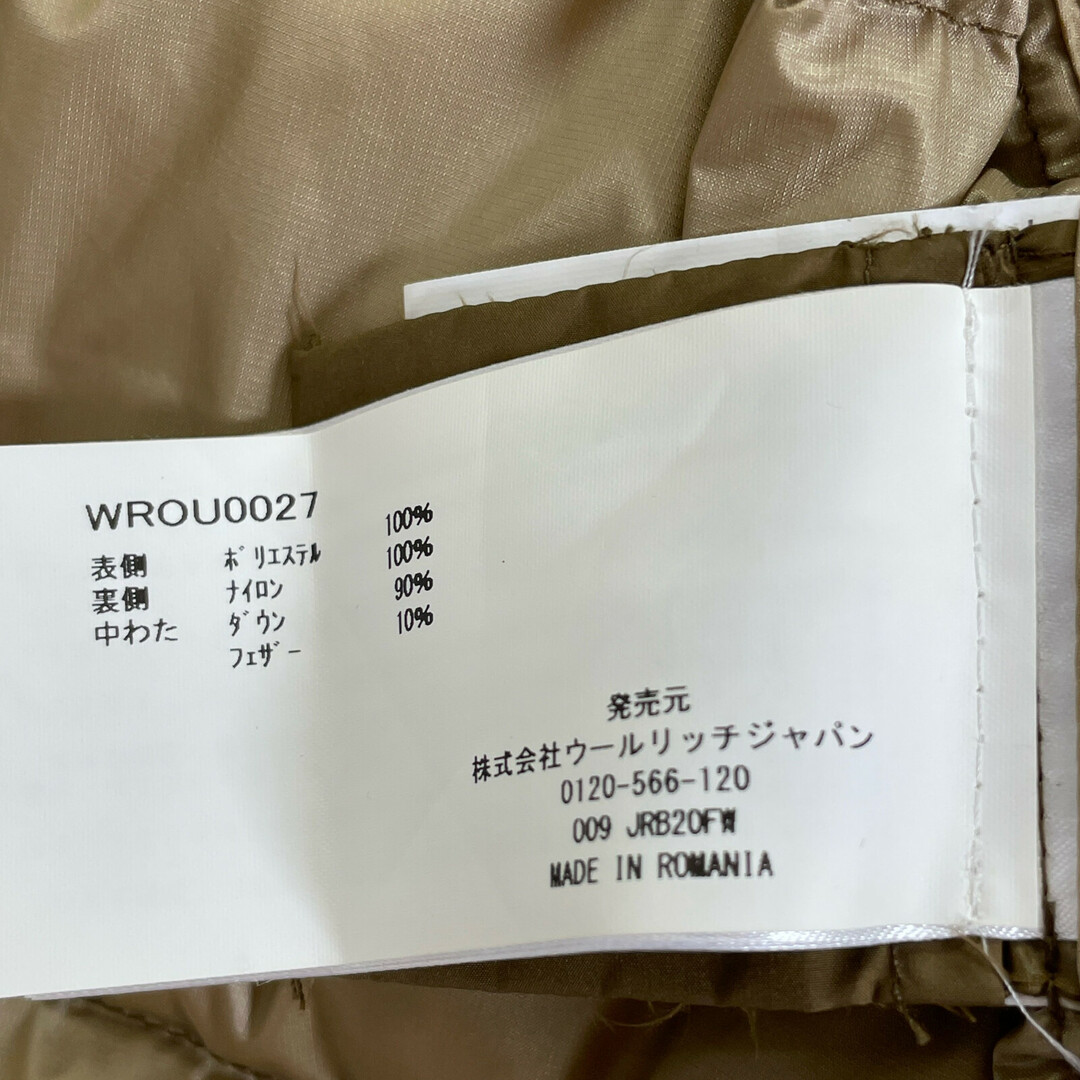 WROU0027
表側 ポリエステル 100%
裏側 ナイロン 100%
中わた ダウン 90%
フェザー 10%
発売元
株式会社ウールリッチジャパン
0120-566-120
009 JRB20FW
MADE IN ROMANIA